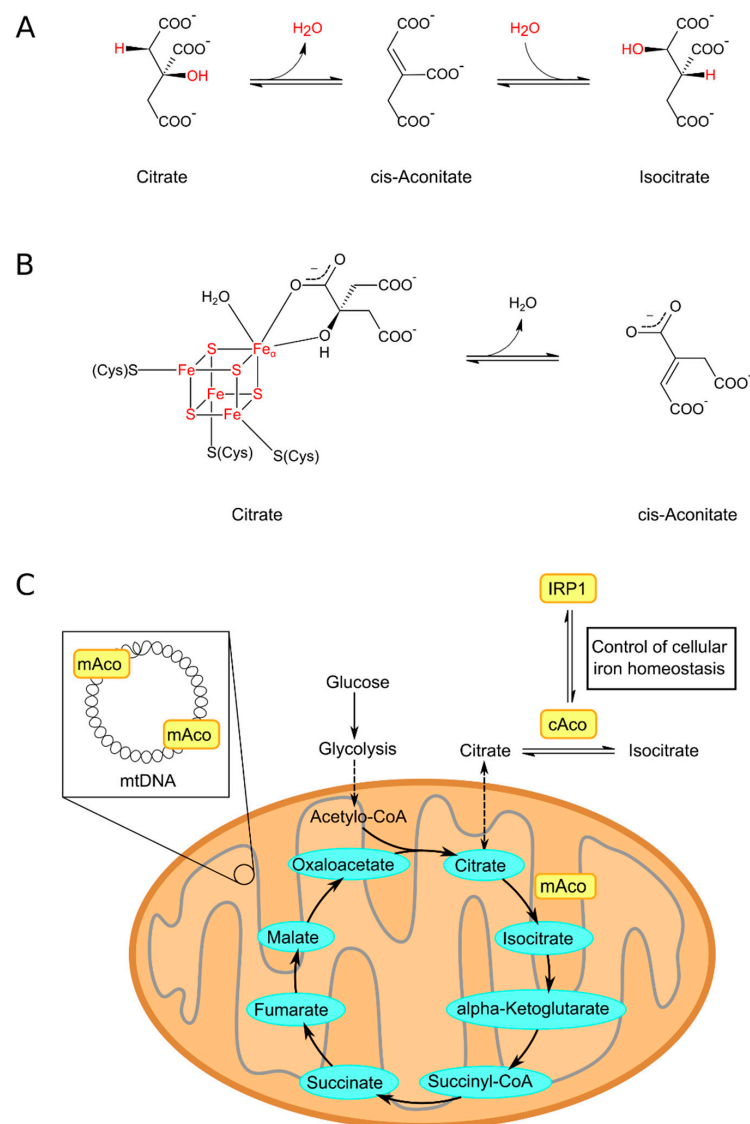 A
H
COO-
COO-
OH
COO-
H2O
COO-
COO-
COO-
H2O
HO
COO-
COO-
H
COO-
Citrate
cis-Aconitate
Isocitrate
B
H2O
O
–
O
COO-
COO-
O
H
(Cys)S
S
Feα
Fe
S
Fe
S
S
Fe
S(Cys)
S(Cys)
H2O
–
O
O
COO-
COO-
Citrate
cis-Aconitate
C
IRP1
Control of cellular
iron homeostasis
cAco
Citrate
Isocitrate
mAco
mAco
mtDNA
Glucose
Glycolysis
Acetylo-CoA
Oxaloacetate
Citrate
mAco
Malate
Isocitrate
Fumarate
alpha-Ketoglutarate
Succinate
Succinyl-CoA